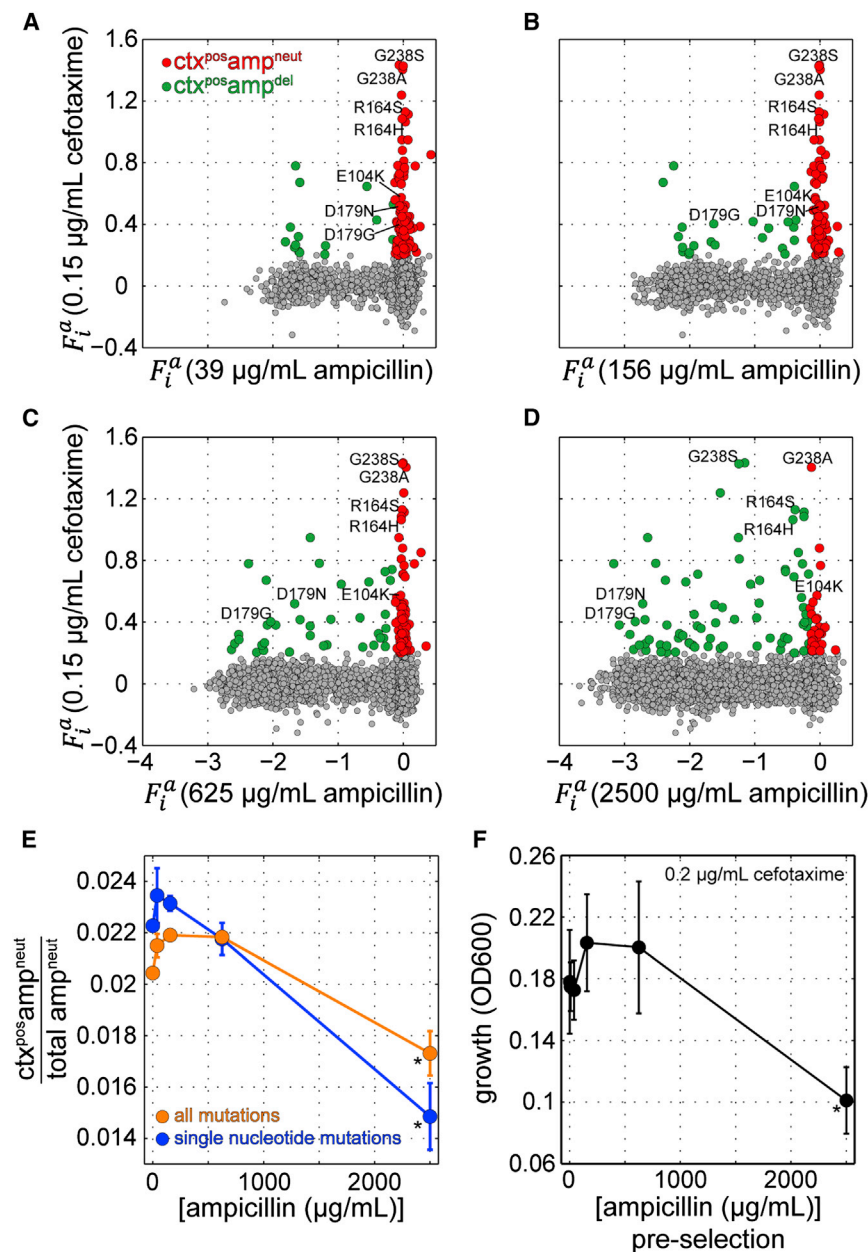 A
B
F_i^a (0.15 µg/mL cefotaxime)
1.6
1.2
0.8
0.4
0
−0.4
ctx^pos amp^neut
ctx^pos amp^del
G238S
G238A
R164S
R164H
E104K
D179N
D179G
F_i^a (39 µg/mL ampicillin)
G238S
G238A
R164S
R164H
E104K
D179N
D179G
F_i^a (156 µg/mL ampicillin)
C
D
F_i^a (0.15 µg/mL cefotaxime)
1.6
1.2
0.8
0.4
0
−0.4
G238S
G238A
R164S
R164H
D179N
E104K
D179G
−4 −3 −2 −1 0
F_i^a (625 µg/mL ampicillin)
G238S
G238A
R164S
R164H
E104K
D179N
D179G
−4 −3 −2 −1 0
F_i^a (2500 µg/mL ampicillin)
E
ctx^pos amp^neut
total amp^neut
0.024
0.022
0.02
0.018
0.016
0.014
*
*
all mutations
single nucleotide mutations
0 1000 2000
[ampicillin (µg/mL)]
F
growth (OD600)
0.26
0.22
0.18
0.14
0.1
0.06
0.2 µg/mL cefotaxime
*
0 1000 2000
[ampicillin (µg/mL)]
pre-selection